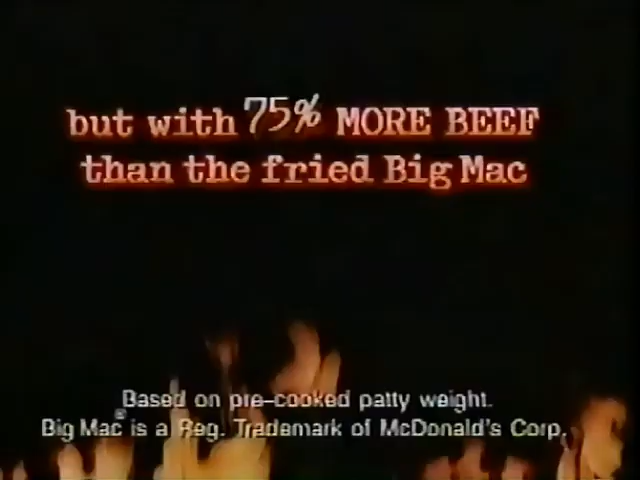 but with 75% MORE BEEF
than the fried Big Mac
Based on pre-cooked patty weight.
Big Mac® is a Reg. Trademark of McDonald's Corp.